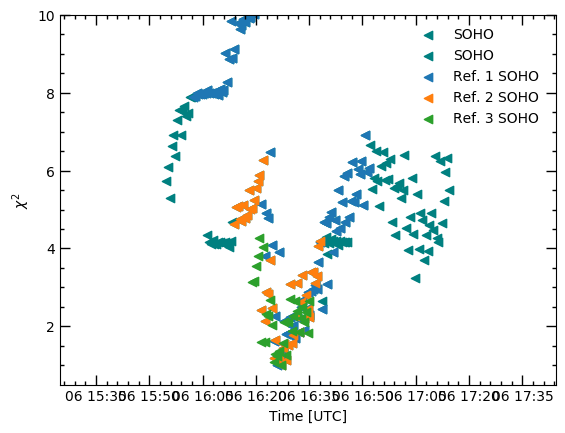 10
8
6
4
2
χ²
SOHO
SOHO
Ref. 1 SOHO
Ref. 2 SOHO
Ref. 3 SOHO
06 15:35 06 15:50 06 16:05 06 16:20 06 16:35 06 16:50 06 17:05 06 17:20 06 17:35
Time [UTC]